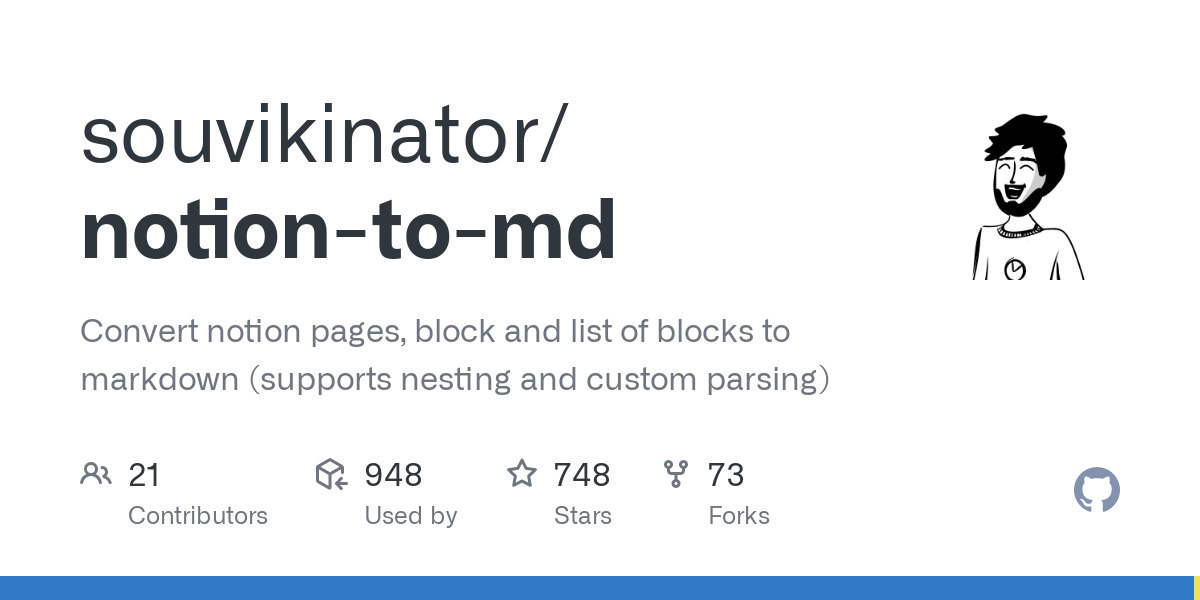 souvikinator/
notion-to-md
Convert notion pages, block and list of blocks to
markdown (supports nesting and custom parsing)
21 948 748 73
Contributors Used by Stars Forks